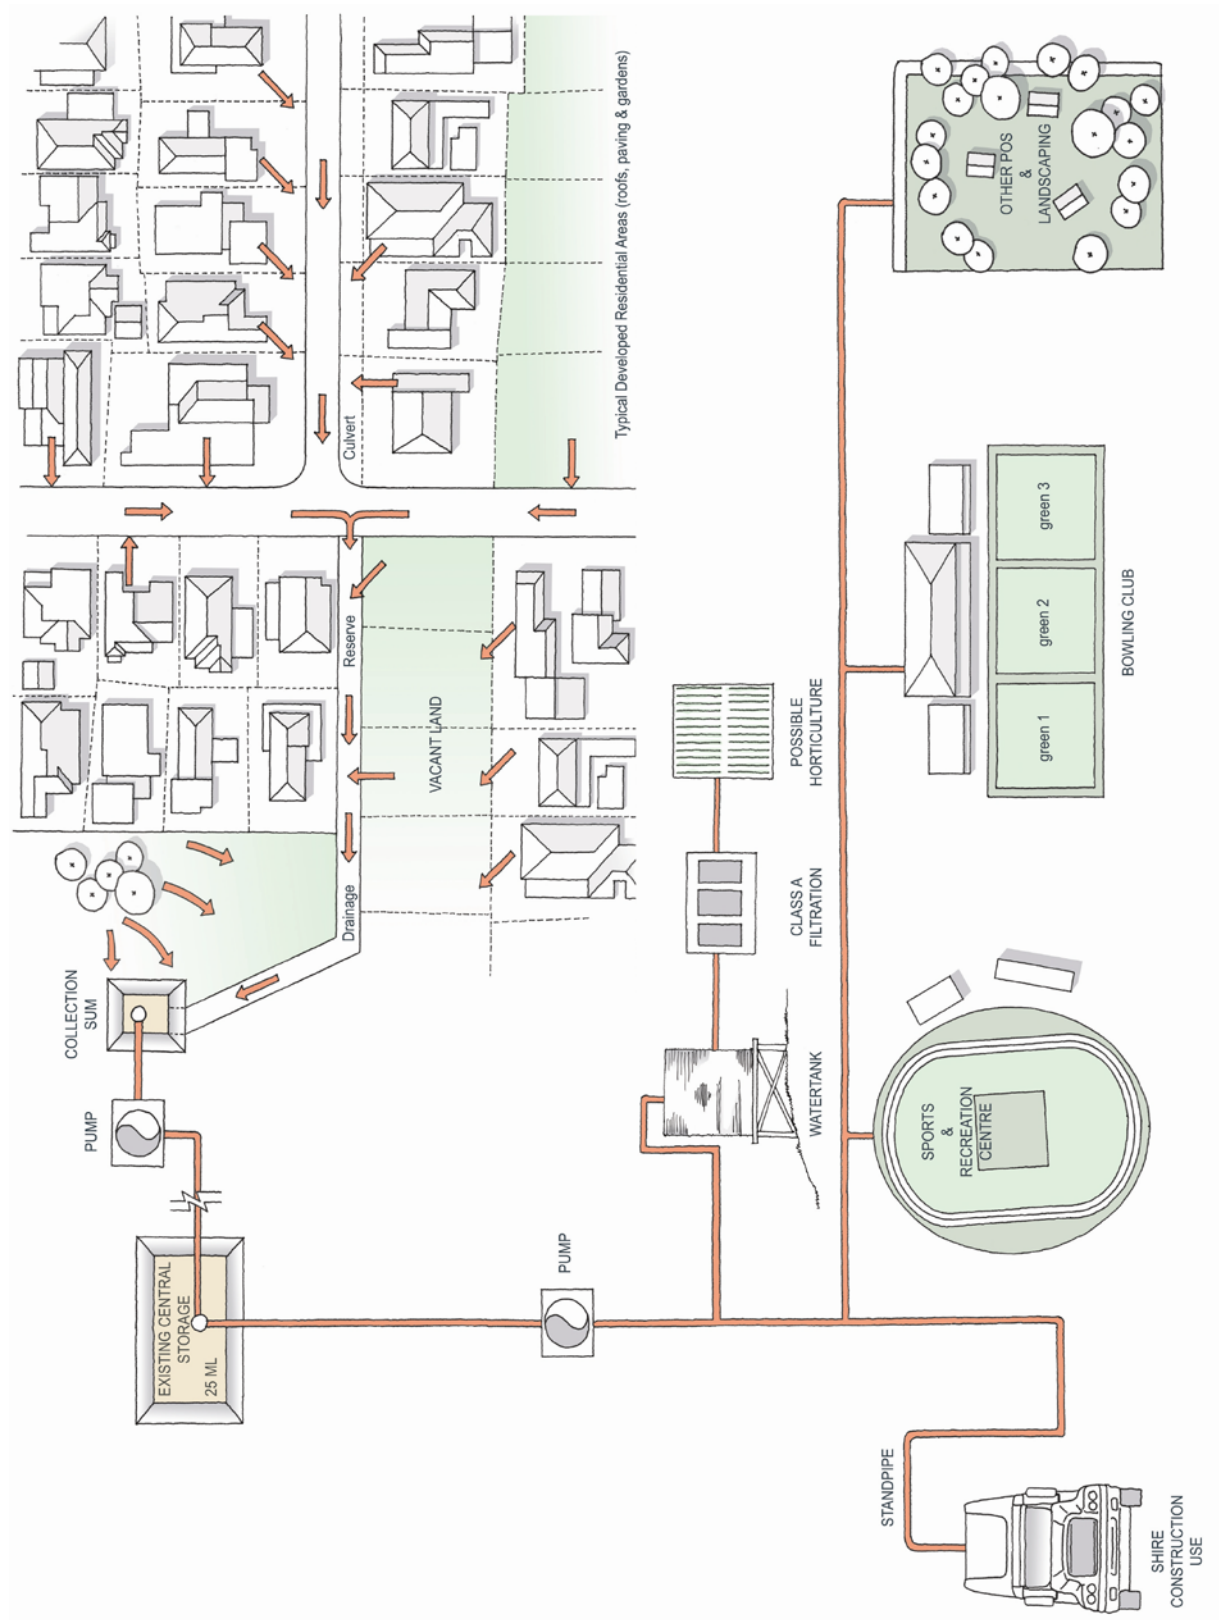 COLLECTION
SUM
PUMP
EXISTING CENTRAL
STORAGE
25 ML
Drainage
Reserve
Culvert
VACANT LAND
Typical Developed Residential Areas (roofs, paving & gardens)
PUMP
WATERTANK
CLASS A
FILTRATION
POSSIBLE
HORTICULTURE
STANDPIPE
SHIRE
CONSTRUCTION
USE
SPORTS
&
RECREATION
CENTRE
green 1
green 2
green 3
BOWLING CLUB
OTHER POS
&
LANDSCAPING